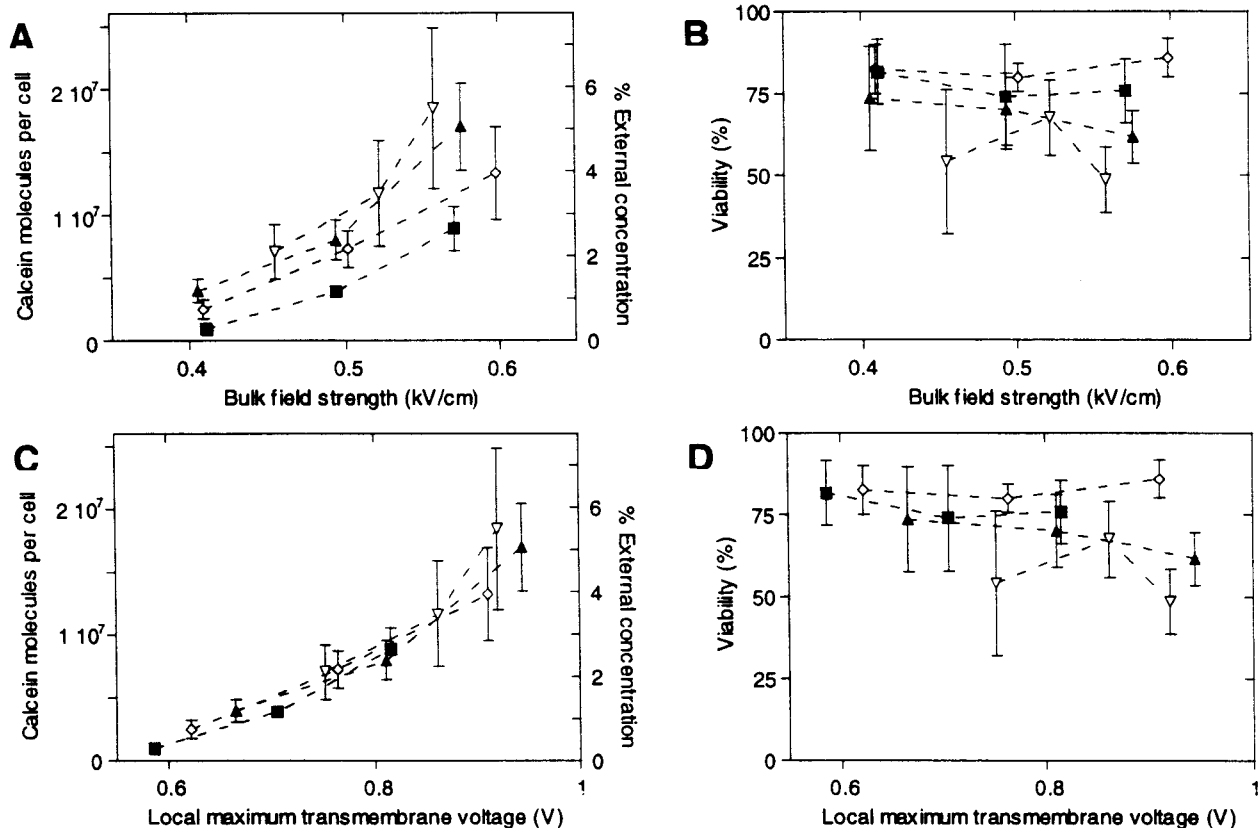 A
Calcein molecules per cell
2 10⁷
1 10⁷
0
6
4
2
0
% External concentration
0.4 0.5 0.6
Bulk field strength (kV/cm)
B
Viability (%)
100
75
50
25
0
0.4 0.5 0.6
Bulk field strength (kV/cm)
C
Calcein molecules per cell
2 10⁷
1 10⁷
0
6
4
2
0
% External concentration
0.6 0.8 1
Local maximum transmembrane voltage (V)
D
Viability (%)
100
75
50
25
0
0.6 0.8 1
Local maximum transmembrane voltage (V)